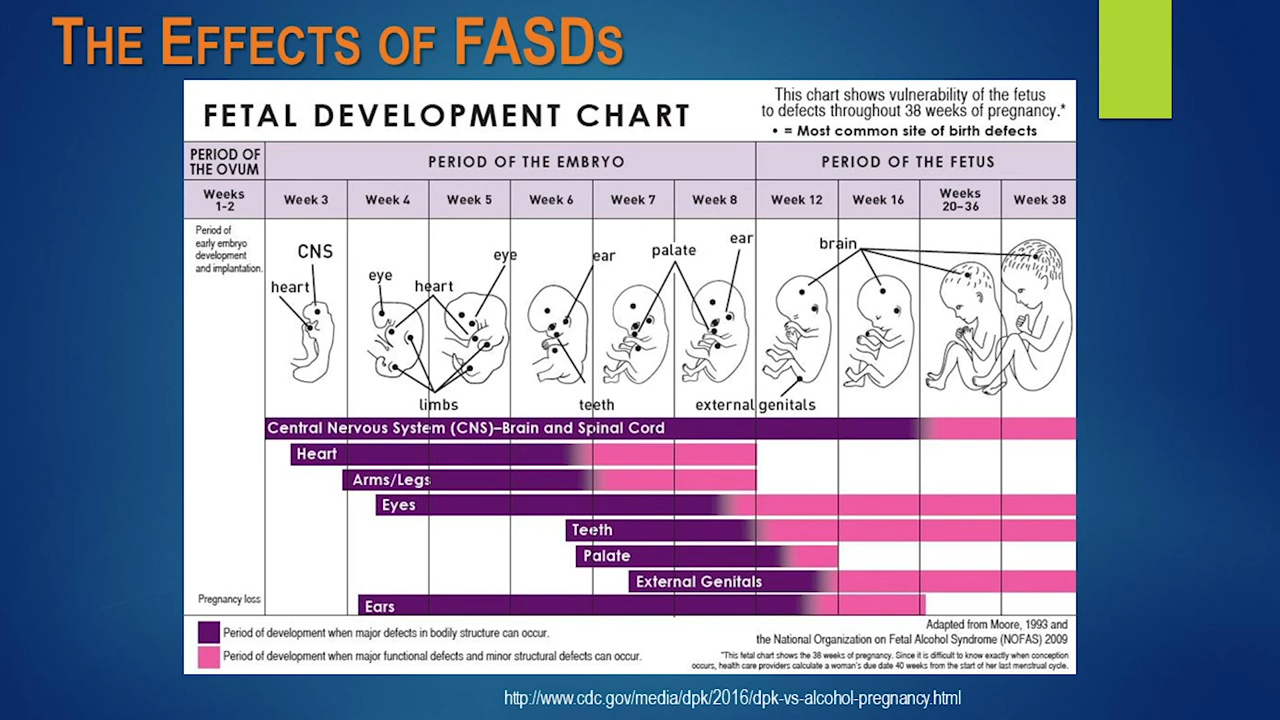 THE EFFECTS OF FASDS
FETAL DEVELOPMENT CHART
This chart shows vulnerability of the fetus
to defects throughout 38 weeks of pregnancy.*
• = Most common site of birth defects
PERIOD OF
THE OVUM
PERIOD OF THE EMBRYO
PERIOD OF THE FETUS
Weeks
1-2
Week 3
Week 4
Week 5
Week 6
Week 7
Week 8
Week 12
Week 16
Weeks
20–36
Week 38
Period of
early embryo
development
and implantation.
CNS
heart
eye
heart
eye
ear
palate
ear
brain
limbs
teeth
external genitals
Central Nervous System (CNS)–Brain and Spinal Cord
Heart
Arms/Legs
Eyes
Teeth
Palate
External Genitals
Pregnancy loss
Ears
Period of development when major defects in bodily structure can occur.
Period of development when major functional defects and minor structural defects can occur.
Adapted from Moore, 1993 and
the National Organization on Fetal Alcohol Syndrome (NOFAS) 2009
*This fetal chart shows the 38 weeks of pregnancy. Since it is difficult to know exactly when conception
occurs, health care providers calculate a woman's due date 40 weeks from the start of her last menstrual cycle.
http://www.cdc.gov/media/dpk/2016/dpk-vs-alcohol-pregnancy.html